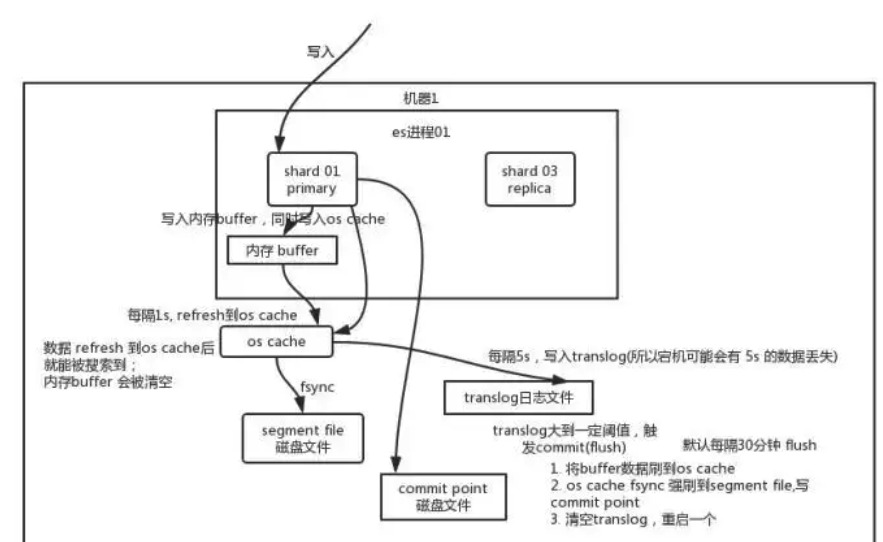 写入
机器1
es进程01
shard 01
primary
shard 03
replica
写入内存buffer，同时写入os cache
内存 buffer
每隔1s, refresh到os cache
os cache
数据 refresh 到os cache后
就能被搜索到；
内存buffer 会被清空
每隔5s，写入translog(所以宕机可能会有 5s 的数据丢失)
fsync
translog日志文件
segment file
磁盘文件
translog大到一定阈值，触
发commit(flush)
默认每隔30分钟 flush
1. 将buffer数据刷到os cache
2. os cache fsync 强刷到segment file,写
commit point
3. 清空translog，重启一个
commit point
磁盘文件